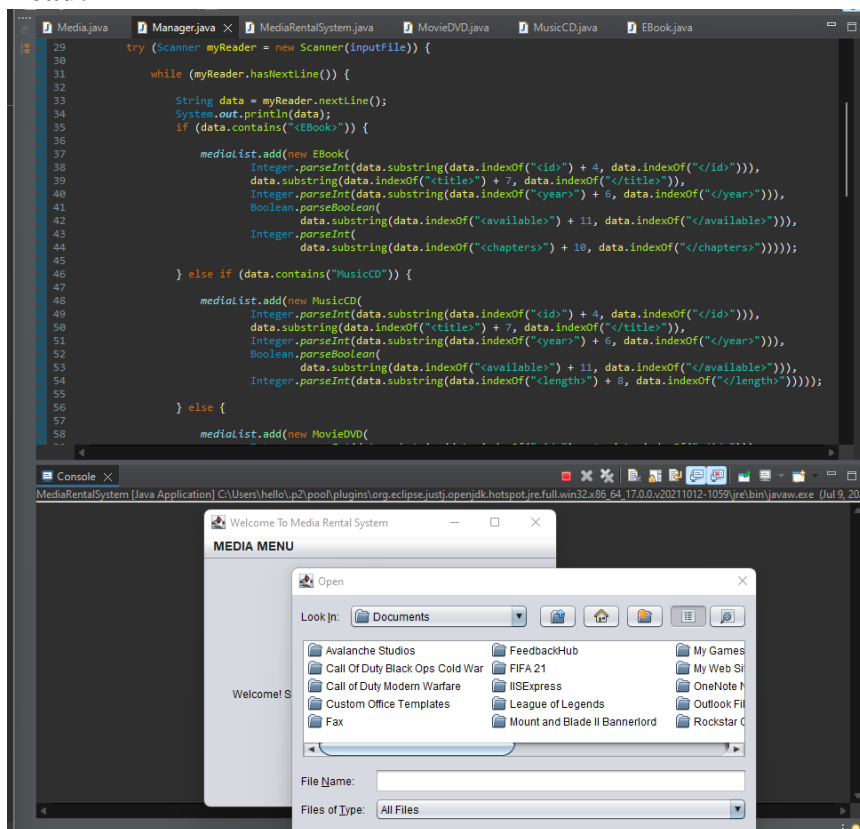 Media.java Manager.java MediaRentalSystem.java MovieDVD.java MusicCD.java EBook.java
29 try (Scanner myReader = new Scanner(inputFile)) {
30
31 while (myReader.hasNextLine()) {
32
33 String data = myReader.nextLine();
34 System.out.println(data);
35 if (data.contains("<EBook>")) {
36
37 mediaList.add(new EBook(
38 Integer.parseInt(data.substring(data.indexOf("<id>") + 4, data.indexOf("</id>"))),
39 data.substring(data.indexOf("<title>") + 7, data.indexOf("</title>")),
40 Integer.parseInt(data.substring(data.indexOf("<year>") + 6, data.indexOf("</year>"))),
41 Boolean.parseBoolean(
42 data.substring(data.indexOf("<available>") + 11, data.indexOf("</available>"))),
43 Integer.parseInt(
44 data.substring(data.indexOf("<chapters>") + 10, data.indexOf("</chapters>")))));
45
46 } else if (data.contains("MusicCD")) {
47
48 mediaList.add(new MusicCD(
49 Integer.parseInt(data.substring(data.indexOf("<id>") + 4, data.indexOf("</id>"))),
50 data.substring(data.indexOf("<title>") + 7, data.indexOf("</title>")),
51 Integer.parseInt(data.substring(data.indexOf("<year>") + 6, data.indexOf("</year>"))),
52 Boolean.parseBoolean(
53 data.substring(data.indexOf("<available>") + 11, data.indexOf("</available>"))),
54 Integer.parseInt(data.substring(data.indexOf("<length>") + 8, data.indexOf("</length>")))));
55
56 } else {
57
58 mediaList.add(new MovieDVD(
Console
MediaRentalSystem [Java Application] C:\Users\hello\.p2\pool\plugins\org.eclipse.justj.openjdk.hotspot.jre.full.win32.x86_64_17.0.0.v20211012-1059\jre\bin\javaw.exe (Jul 9, 20
Welcome To Media Rental System
MEDIA MENU
Open
Look In: Documents
Avalanche Studios FeedbackHub My Games
Call Of Duty Black Ops Cold War FIFA 21 My Web Si
Call of Duty Modern Warfare IISExpress OneNote
Custom Office Templates League of Legends Outlook Fil
Fax Mount and Blade II Bannerlord Rockstar
Welcome! S
File Name:
Files of Type: All Files